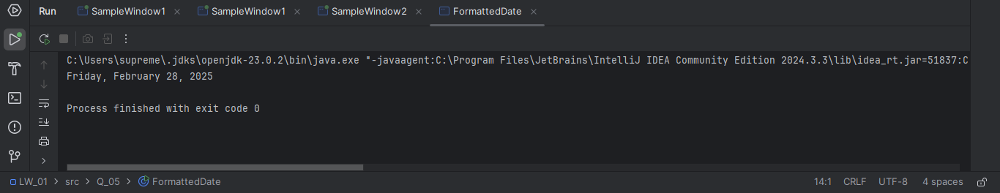 Run SampleWindow1 SampleWindow1 SampleWindow2 FormattedDate
C:\Users\supreme\.jdks\openjdk-23.0.2\bin\java.exe "-javaagent:C:\Program Files\JetBrains\IntelliJ IDEA Community Edition 2024.3.3\lib\idea_rt.jar=51837:C
Friday, February 28, 2025
Process finished with exit code 0
LW_01 > src > Q_05 > FormattedDate 14:1 CRLF UTF-8 4 spaces